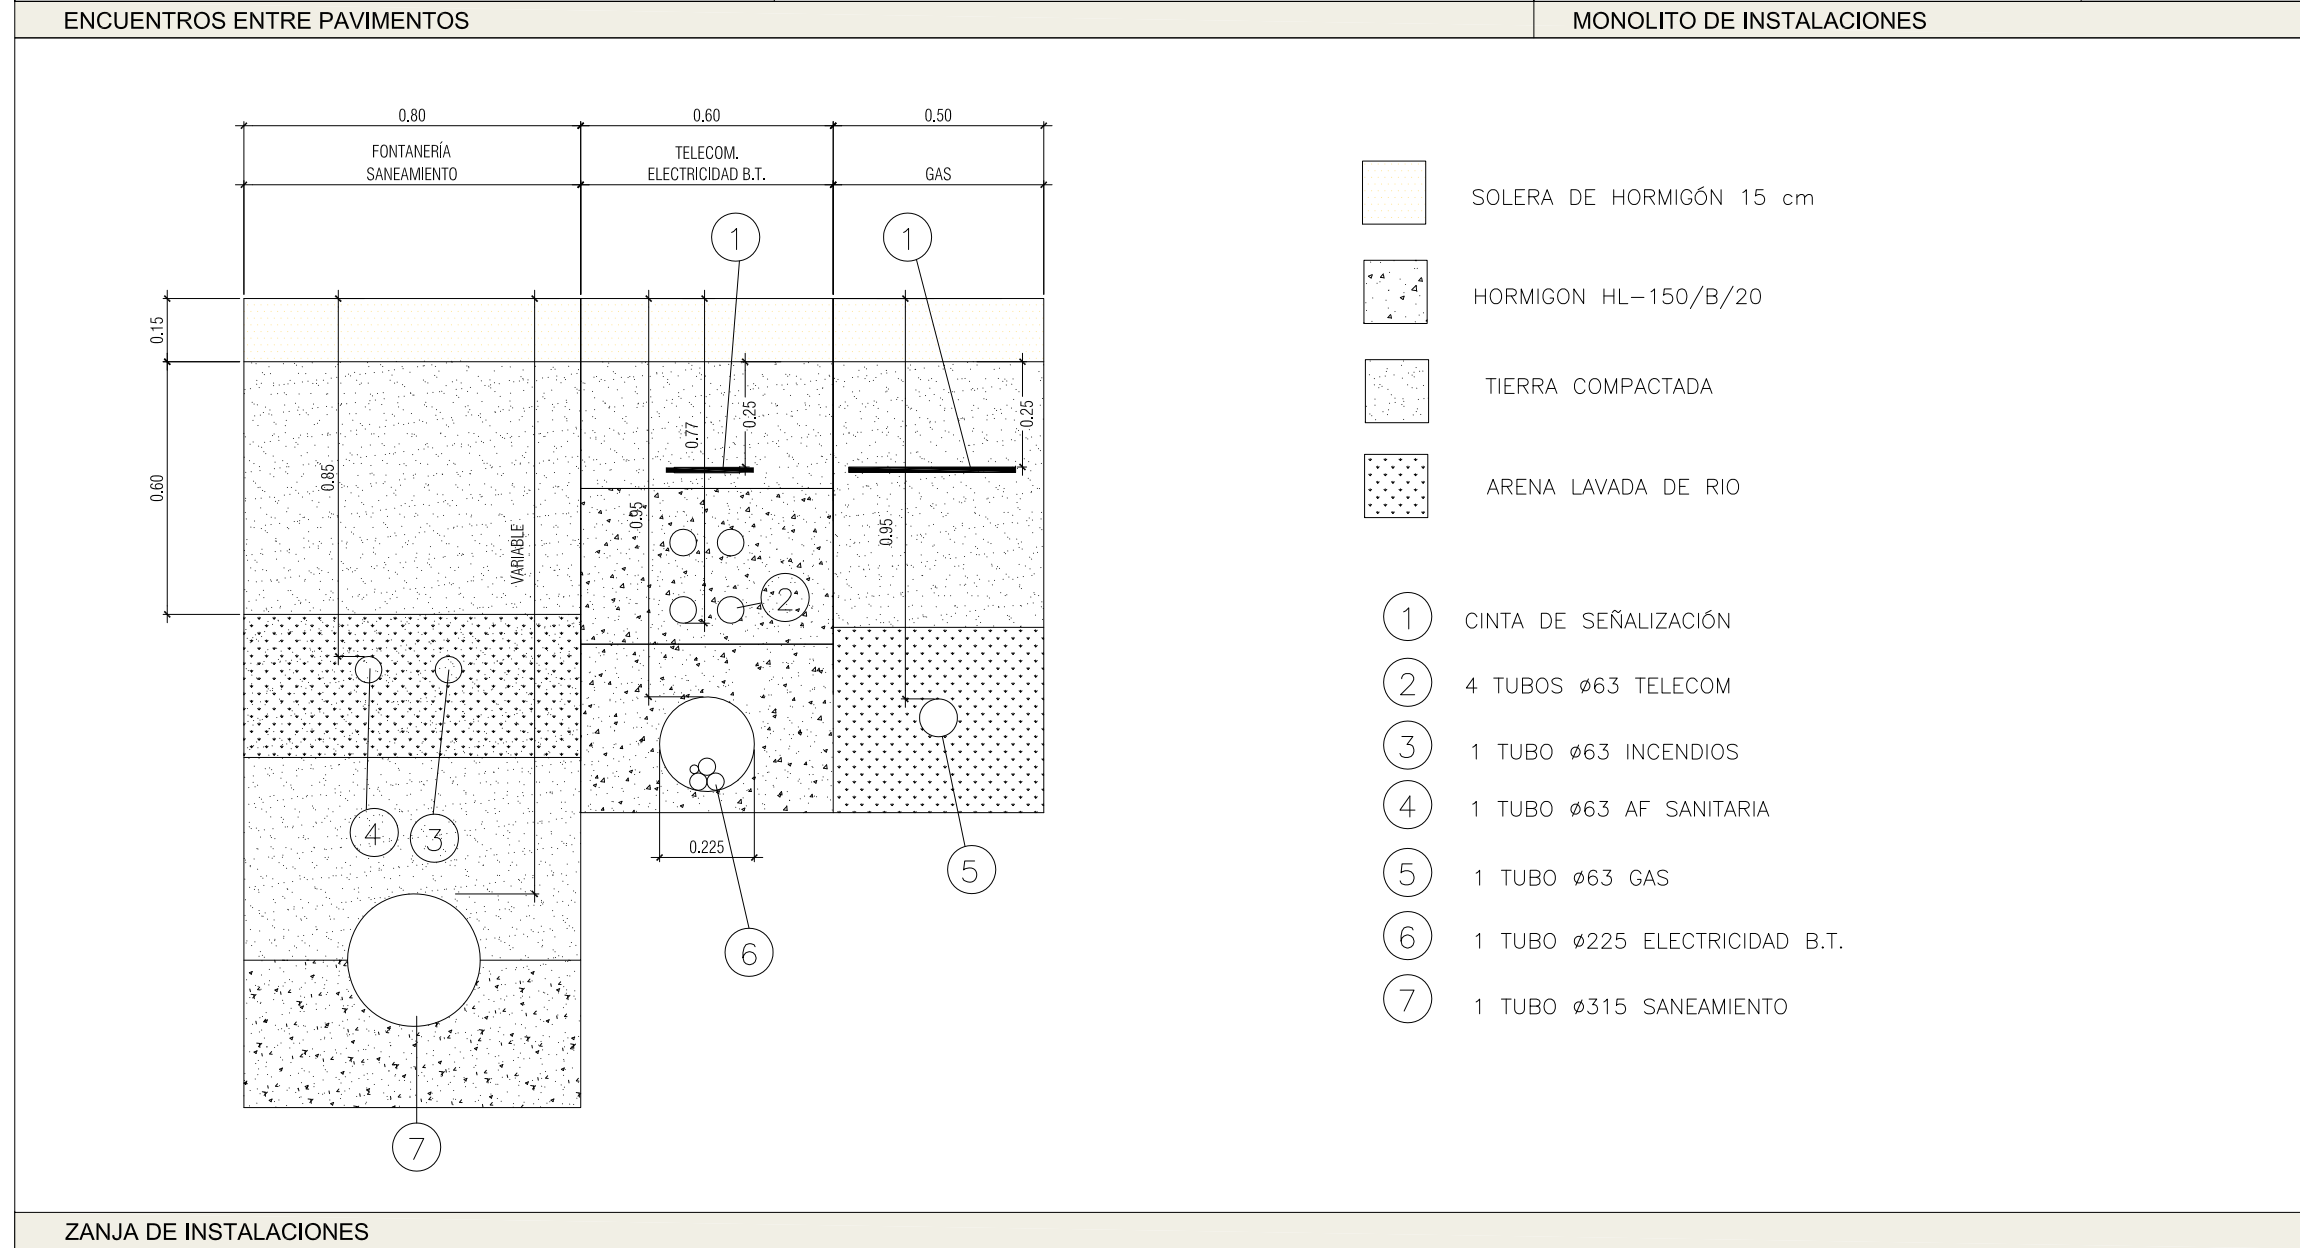 ENCUENTROS ENTRE PAVIMENTOS
MONOLITO DE INSTALACIONES
0.80
0.60
0.50
FONTANERÍA
SANEAMIENTO
TELECOM.
ELECTRICIDAD B.T.
GAS
1
1
0.15
0.60
0.85
VARIABLE
0.95
0.77
0.25
0.95
0.25
2
4
3
0.225
5
6
7
SOLERA DE HORMIGÓN 15 cm
HORMIGON HL-150/B/20
TIERRA COMPACTADA
ARENA LAVADA DE RIO
1 CINTA DE SEÑALIZACIÓN
2 4 TUBOS ø63 TELECOM
3 1 TUBO ø63 INCENDIOS
4 1 TUBO ø63 AF SANITARIA
5 1 TUBO ø63 GAS
6 1 TUBO ø225 ELECTRICIDAD B.T.
7 1 TUBO ø315 SANEAMIENTO
ZANJA DE INSTALACIONES